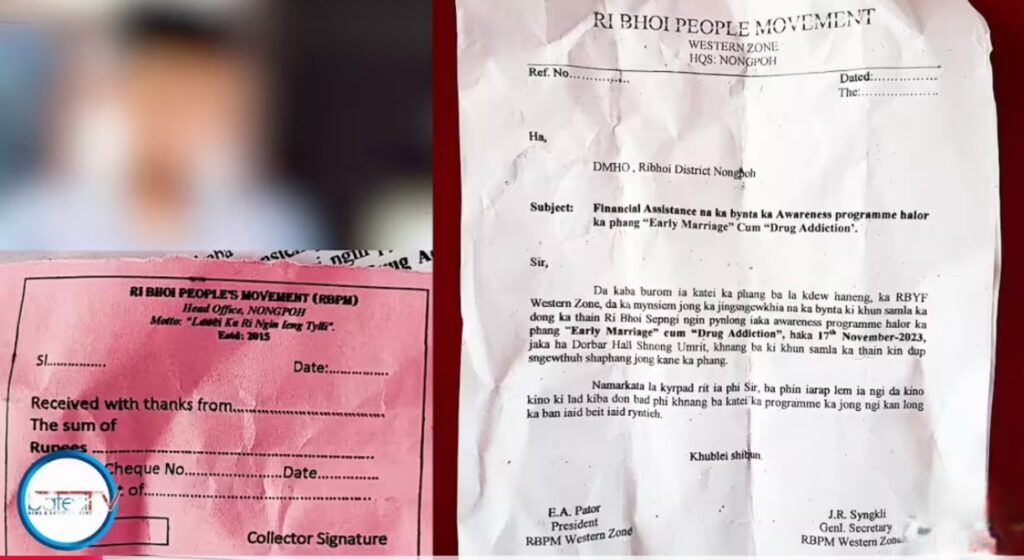 RI BHOI PEOPLE MOVEMENT
WESTERN ZONE
HQS: NONGPOH
Ref. No............
Dated:..............
The:..................
Ha,
DMHO , Ribhoi District Nongpoh
Subject: Financial Assistance na ka bynta ka Awareness programme halor
ka phang “Early Marriage” Cum “Drug Addiction’.
Sir,
Da kaba burom ia katei ka phang ba la kdew haneng, ka RBYF
Western Zone, da ka mynsiem jong ka jingsngewkhia na ka bynta ki khun samla ka
dong ka thain Ri Bhoi Sepngi ngin pynlong iaka awareness programme halor ka
phang “Early Marriage” cum “Drug Addiction”, haka 17th November-2023,
jaka ha Dorbar Hall Shnong Umrit, khnang ba ki khun samla ka thain kin dup
sngewthuh shaphang jong kane ka phang.
Namarkata la kyrpad rit ia phi Sir, ba phin iarap lem ia ngi da kino
kino ki lad kiba don bad phi khnang ba katei ka programme ka jong ngi kan long
ka ban iaid beit iaid ryntieh.
Khublei shibun.
E.A. Pator
President
RBPM Western Zone
J.R. Syngkli
Genl. Secretary
RBPM Western Zone
RI BHOI PEOPLE'S MOVEMENT (RBPM)
Head Office, NONGPOH
Motto: "Ka Ri Ngin Ieng Tylli".
Estd: 2015
Sl..............
Date:..............
Received with thanks from..............................
The sum of
Rupees ..............................
Cheque No..............Date..............
of..............................
Collector Signature